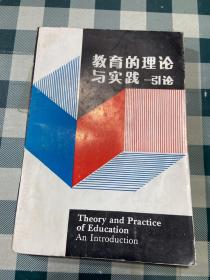 教育的理论
与实践—引论
Theory and Practice
of Education
An Introduction